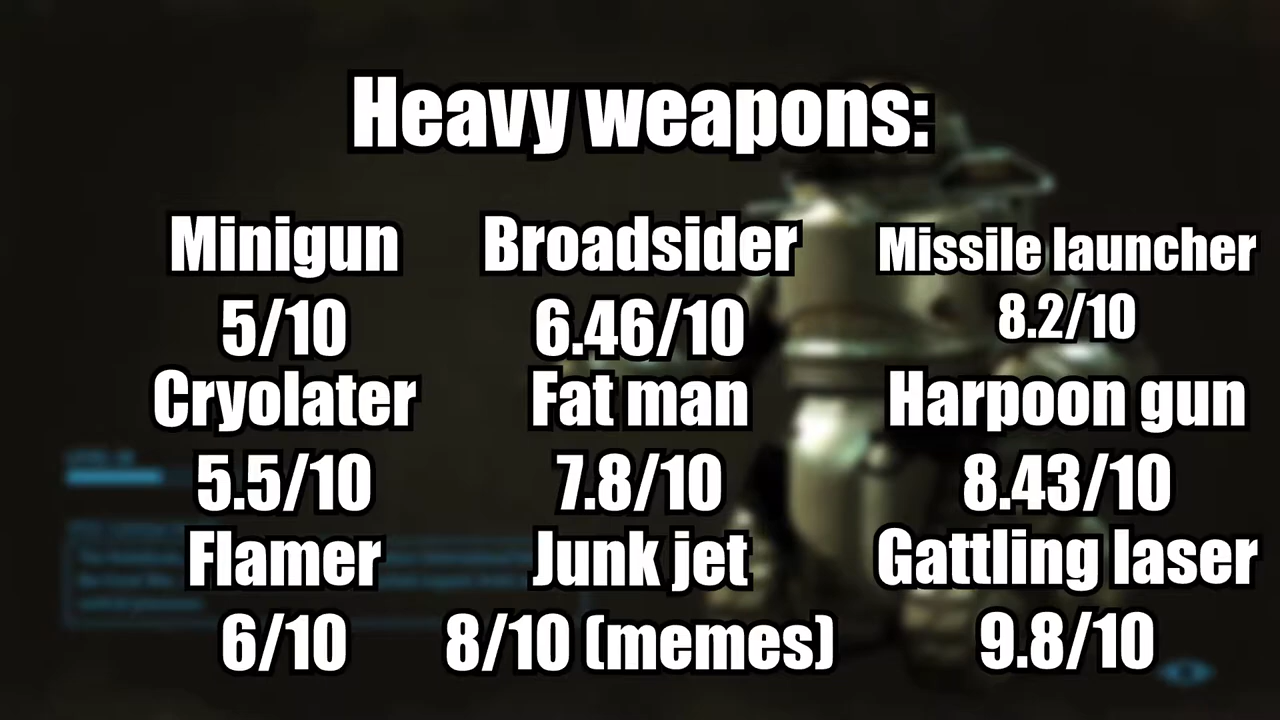 Heavy weapons:
Minigun
5/10
Cryolater
5.5/10
Flamer
6/10
Broadsider
6.46/10
Fat man
7.8/10
Junk jet
8/10 (memes)
Missile launcher
8.2/10
Harpoon gun
8.43/10
Gattling laser
9.8/10